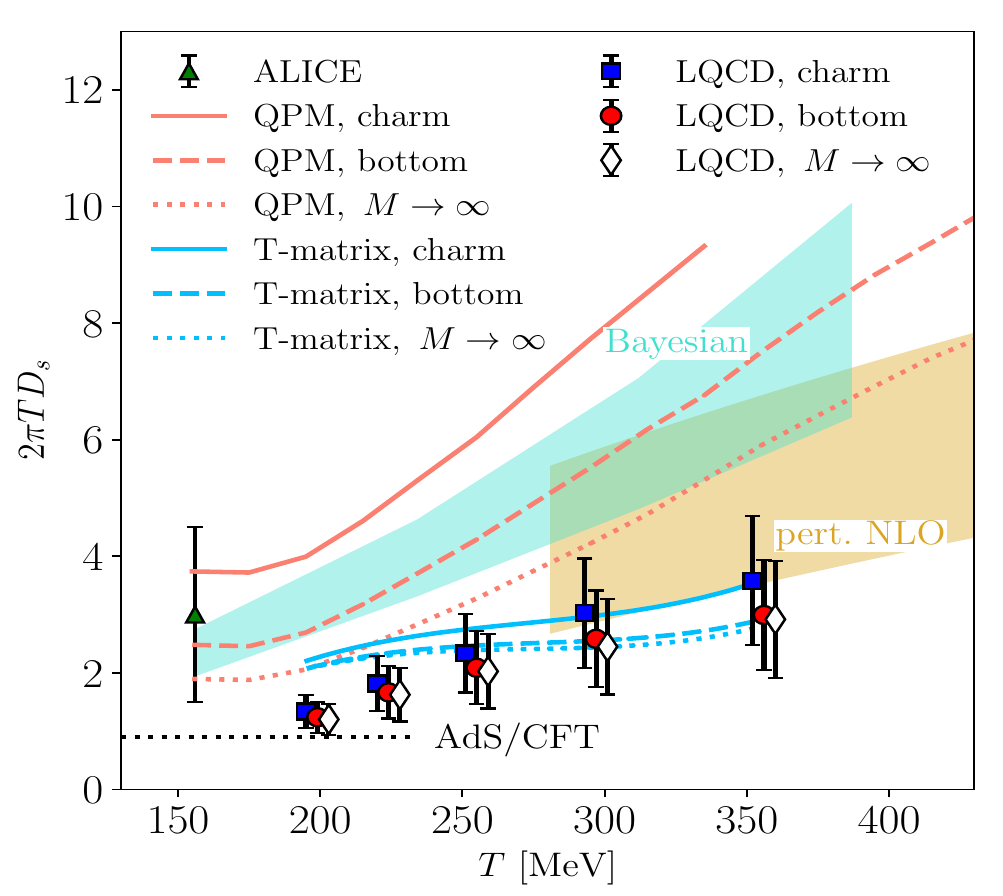 ALICE
QPM, charm
QPM, bottom
QPM, M → ∞
T-matrix, charm
T-matrix, bottom
T-matrix, M → ∞
LQCD, charm
LQCD, bottom
LQCD, M → ∞
Bayesian
pert. NLO
AdS/CFT
2πTD_s
12
10
8
6
4
2
0
150 200 250 300 350 400
T [MeV]